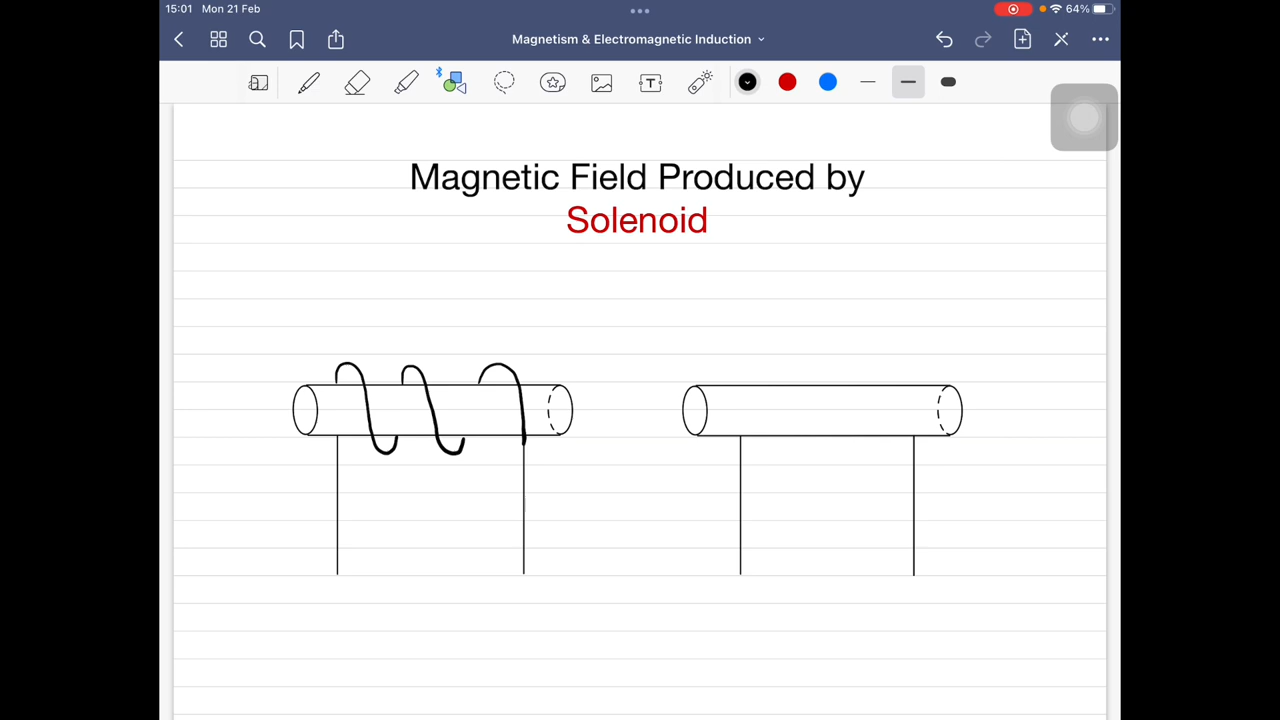 15:01 Mon 21 Feb
64%
Magnetism & Electromagnetic Induction
T
Magnetic Field Produced by
Solenoid